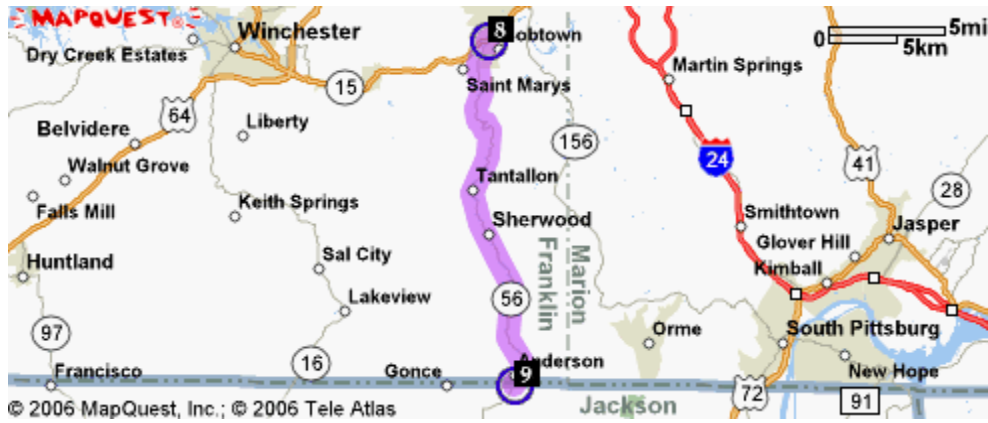 MAPQUEST
8
obtown
0
5mi
5km
Winchester
Dry Creek Estates
15
Saint Marys
Martin Springs
64
Liberty
Belvidere
156
24
41
Walnut Grove
Tantallon
28
Falls Mill
Keith Springs
Smithtown
Jasper
Sherwood
Glover Hill
Huntland
Sal City
Franklin
Marion
Kimball
Lakeview
56
97
Orme
South Pittsburg
16
Anderson
Francisco
Gonce
9
New Hope
72
91
Jackson
© 2006 MapQuest, Inc.; © 2006 Tele Atlas